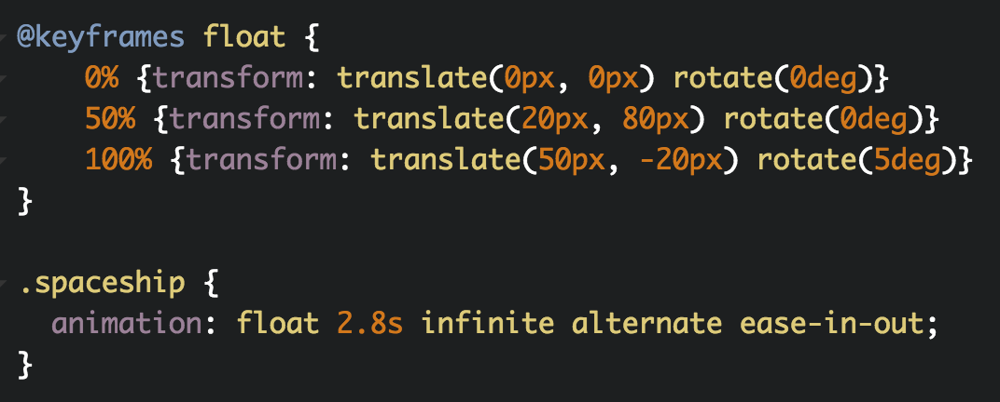 @keyframes float {
    0% {transform: translate(0px, 0px) rotate(0deg)}
    50% {transform: translate(20px, 80px) rotate(0deg)}
    100% {transform: translate(50px, -20px) rotate(5deg)}
}

.spaceship {
  animation: float 2.8s infinite alternate ease-in-out;
}